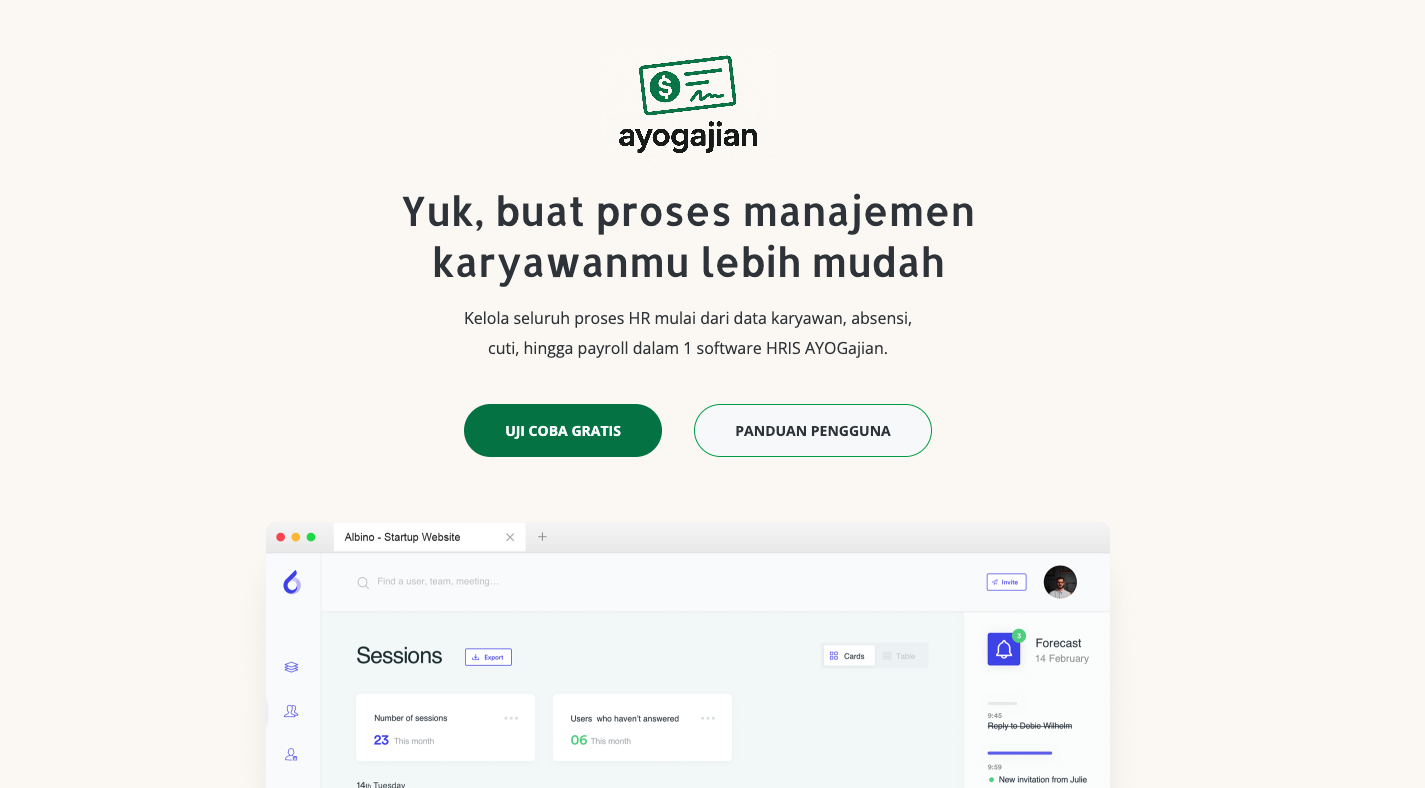 $
ayogajian
Yuk, buat proses manajemen
karyawanmu lebih mudah
Kelola seluruh proses HR mulai dari data karyawan, absensi,
cuti, hingga payroll dalam 1 software HRIS AYOGajian.
UJI COBA GRATIS
PANDUAN PENGGUNA
Albino - Startup Website
Find a user, team, meeting...
Invite
Sessions
Export
Cards
Table
3
Forecast
14 February
Number of sessions
23 This month
Users who haven't answered
06 This month
9:45
Reply to Debie Wilhelm
9:59
New invitation from Julie
14th Tuesday